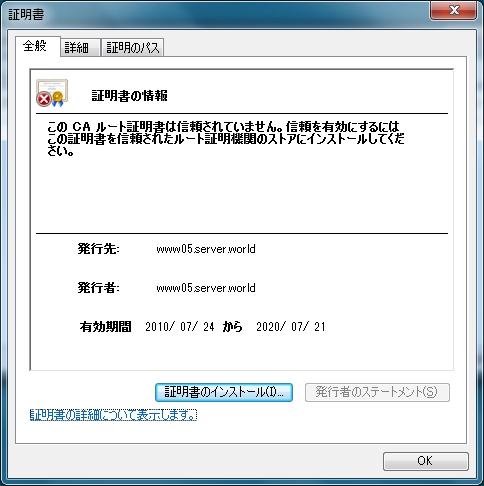 証明書
全般 詳細 証明のパス
証明書の情報
この CA ルート証明書は信頼されていません。信頼を有効にするには
この証明書を信頼されたルート証明機関のストアにインストールしてくだ
さい。
発行先: www05.server.world
発行者: www05.server.world
有効期間 2010/ 07/ 24 から 2020/ 07/ 21
証明書のインストール(I)... 発行者のステートメント(S)
証明書の詳細について表示します。
OK